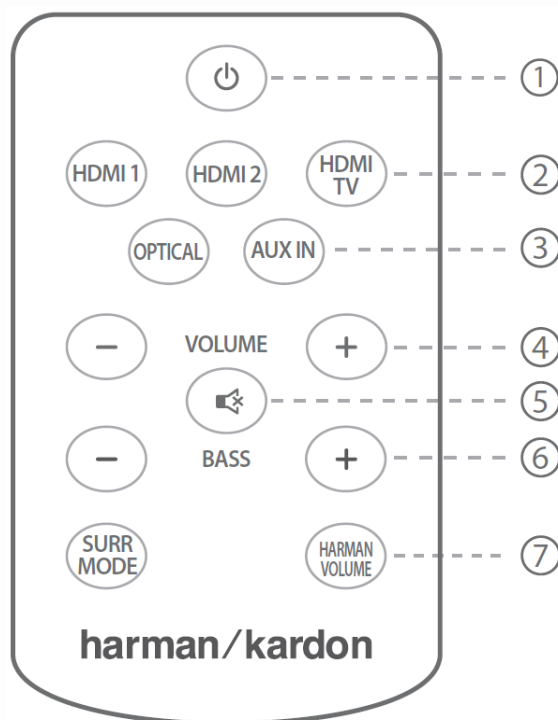 1
HDMI 1 HDMI 2 HDMI TV 2
OPTICAL AUX IN 3
− VOLUME + 4
5
− BASS + 6
SURR MODE HARMAN VOLUME 7
harman/kardon